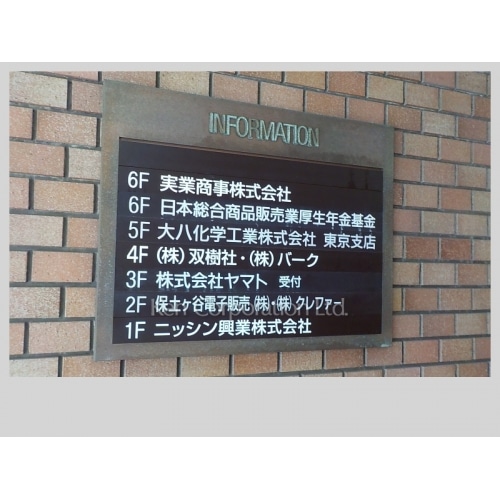 INFORMATION
6F 実業商事株式会社
6F 日本総合商品販売業厚生年金基金
5F 大八化学工業株式会社 東京支店
4F (株)双樹社・(株)パーク
3F 株式会社ヤマト 受付
2F 保土ヶ谷電子販売(株)・(株)クレファー
Ken Corporation Ltd.
1F ニッシン興業株式会社